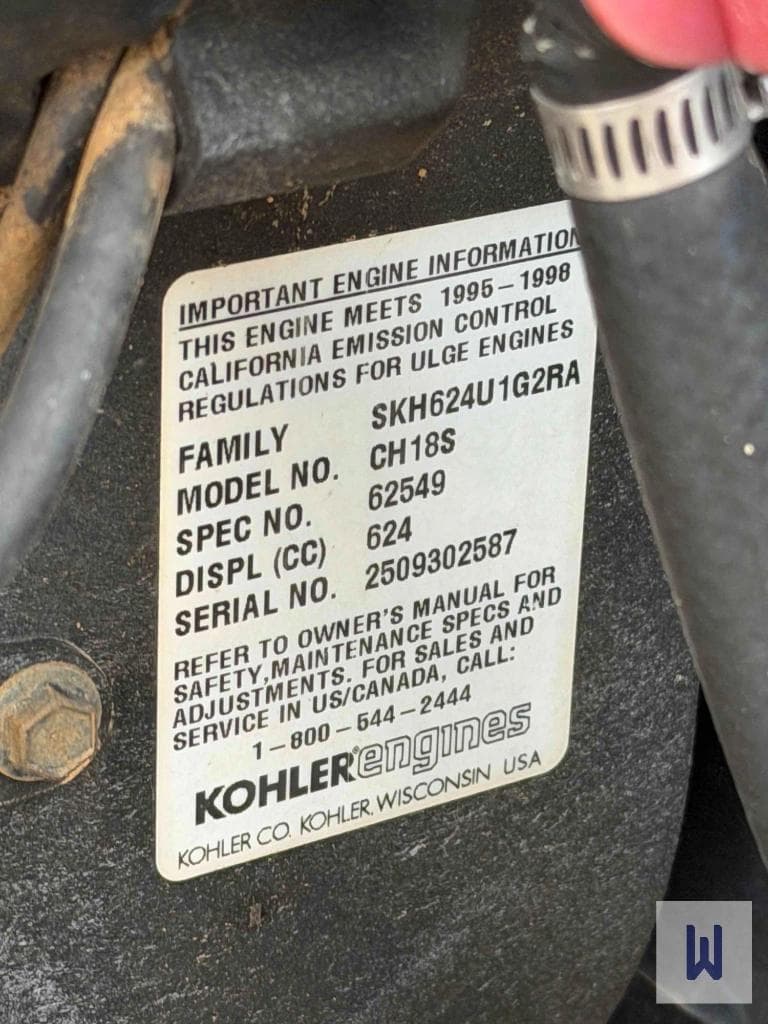 IMPORTANT ENGINE INFORMATION
THIS ENGINE MEETS 1995-1998
CALIFORNIA EMISSION CONTROL
REGULATIONS FOR ULGE ENGINES
FAMILY SKH624U1G2RA
MODEL NO. CH18S
SPEC NO. 62549
DISPL (CC) 624
SERIAL NO. 2509302587
REFER TO OWNER'S MANUAL FOR
SAFETY,MAINTENANCE SPECS AND
ADJUSTMENTS. FOR SALES AND
SERVICE IN US/CANADA, CALL:
1-800-544-2444
KOHLER®engines
KOHLER CO. KOHLER, WISCONSIN USA
W